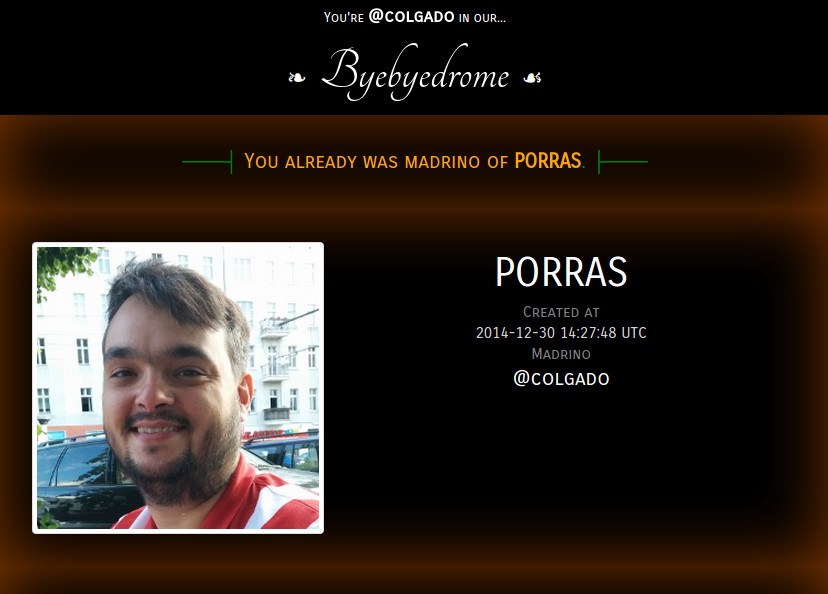 You're @COLGADO in our...
❧ Byebyedrome ☙
You already was madrino of PORRAS.
PORRAS
Created at
2014-12-30 14:27:48 UTC
Madrino
@COLGADO